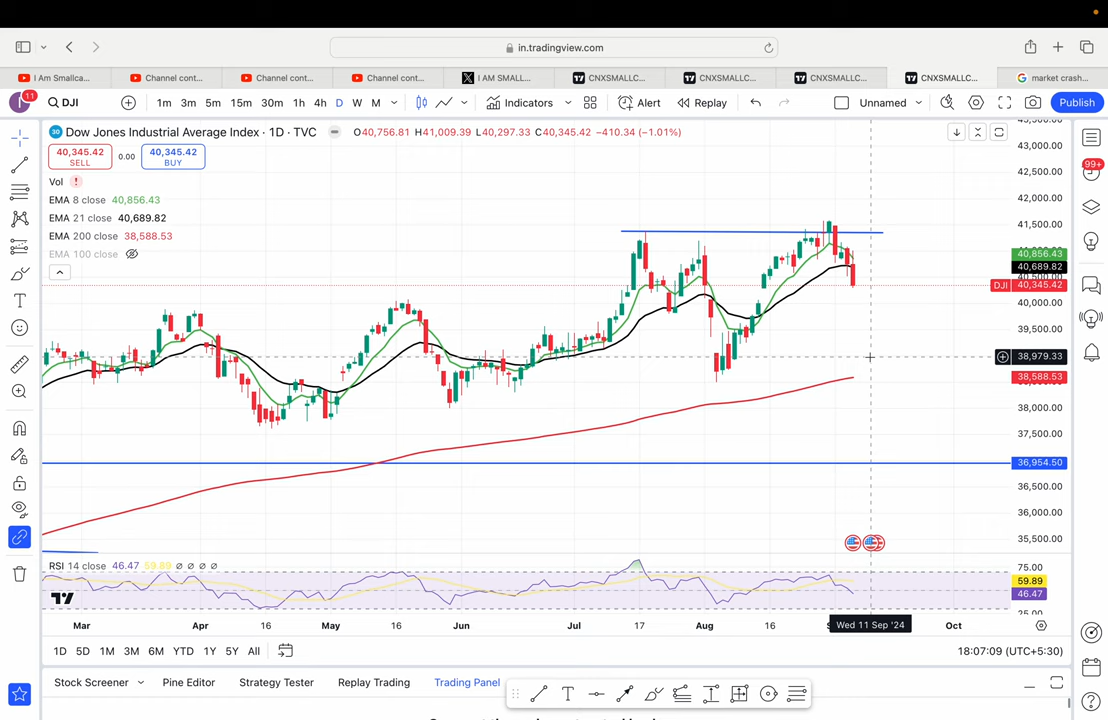 in.tradingview.com
I Am Smallca...
Channel cont...
Channel cont...
Channel cont...
I AM SMALL...
CNXSMALLC...
CNXSMALLC...
CNXSMALLC...
CNXSMALLC...
market crash...
11
DJI
1m 3m 5m 15m 30m 1h 4h D W M
Indicators
Alert
Replay
Unnamed
Publish
30 Dow Jones Industrial Average Index · 1D · TVC
O40,756.81 H41,009.39 L40,297.33 C40,345.42 −410.34 (−1.01%)
40,345.42
SELL
0.00
40,345.42
BUY
Vol
EMA 8 close 40,856.43
EMA 21 close 40,689.82
EMA 200 close 38,588.53
EMA 100 close
43,000.00
42,500.00
42,000.00
41,500.00
40,856.43
40,689.82
DJI 40,345.42
40,000.00
39,500.00
38,979.33
38,588.53
38,000.00
37,500.00
36,954.50
36,500.00
36,000.00
35,500.00
99+
RSI 14 close 46.47 59.89 ∅ ∅ ∅ ∅
75.00
59.89
46.47
25.00
Mar Apr 16 May 16 Jun Jul 17 Aug 16 Wed 11 Sep '24 Oct
1D 5D 1M 3M 6M YTD 1Y 5Y All
18:07:09 (UTC+5:30)
Stock Screener
Pine Editor
Strategy Tester
Replay Trading
Trading Panel